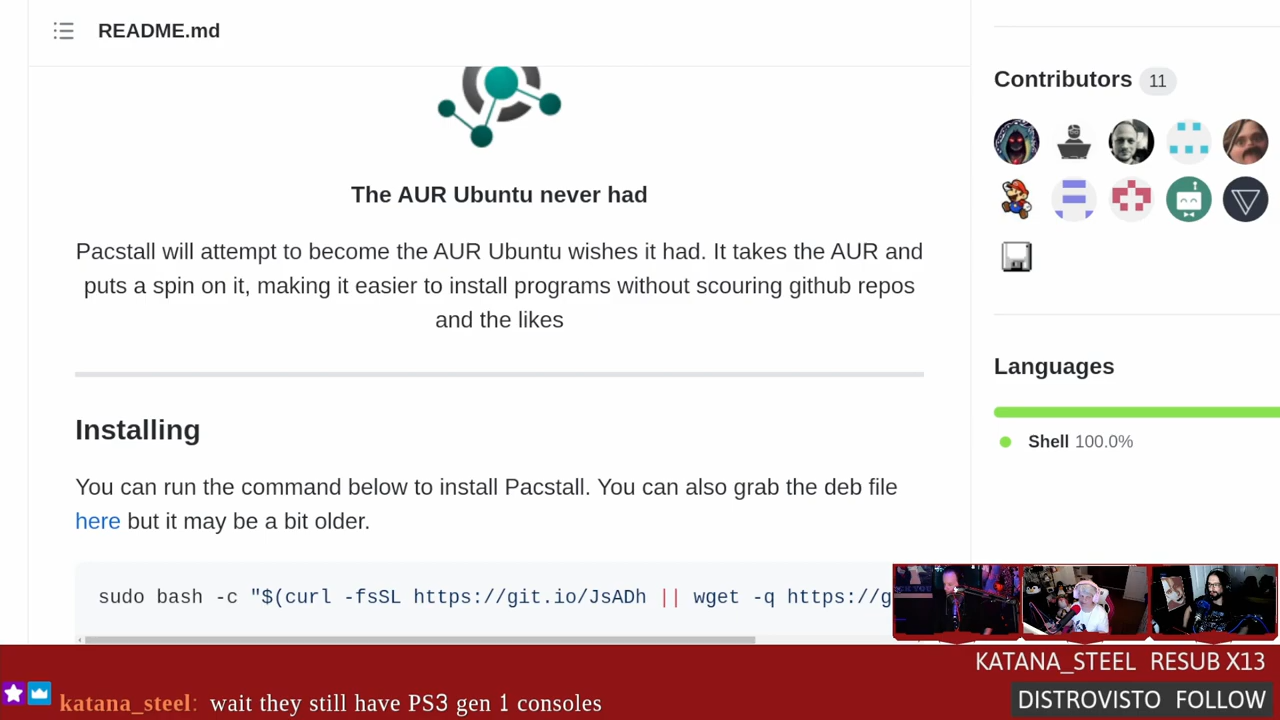 README.md
The AUR Ubuntu never had
Pacstall will attempt to become the AUR Ubuntu wishes it had. It takes the AUR and
puts a spin on it, making it easier to install programs without scouring github repos
and the likes
Installing
You can run the command below to install Pacstall. You can also grab the deb file
here but it may be a bit older.
sudo bash -c "$(curl -fsSL https://git.io/JsADh || wget -q https://g
Contributors 11
Languages
Shell 100.0%
KATANA_STEEL RESUB X13
katana_steel: wait they still have PS3 gen 1 consoles
DISTROVISTO FOLLOW